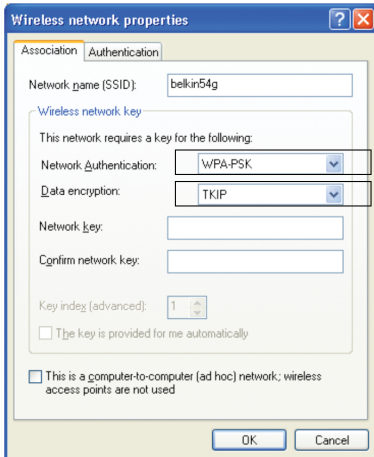 Wireless network properties
Association Authentication
Network name (SSID): belkin54g
Wireless network key
This network requires a key for the following:
Network Authentication: WPA-PSK
Data encryption: TKIP
Network key:
Confirm network key:
Key index (advanced): 1
The key is provided for me automatically
This is a computer-to-computer (ad hoc) network; wireless
access points are not used
OK Cancel